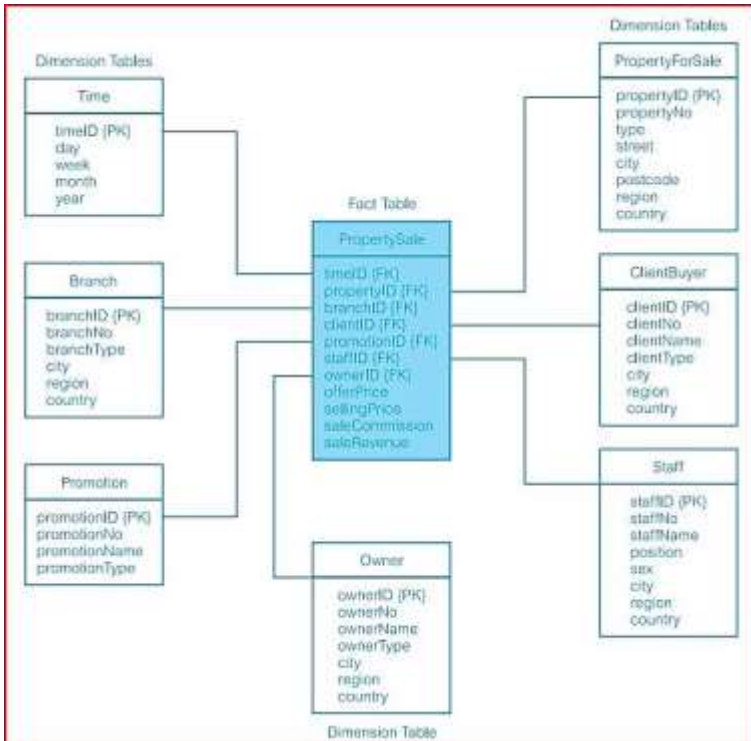 Dimension Tables
Time
timeID {PK}
day
week
month
year
Branch
branchID {PK}
branchNo
branchType
city
region
country
Promotion
promotionID {PK}
promotionNo
promotionName
promotionType
Fact Table
PropertySale
timeID {FK}
propertyID {FK}
branchID {FK}
clientID {FK}
promotionID {FK}
staffID {FK}
ownerID {FK}
offerPrice
sellingPrice
saleCommission
saleRevenue
Owner
ownerID {PK}
ownerNo
ownerName
ownerType
city
region
country
Dimension Table
Dimension Tables
PropertyForSale
propertyID {PK}
propertyNo
type
street
city
postcode
region
country
ClientBuyer
clientID {PK}
clientNo
clientName
clientType
city
region
country
Staff
staffID {PK}
staffNo
staffName
position
sex
city
region
country